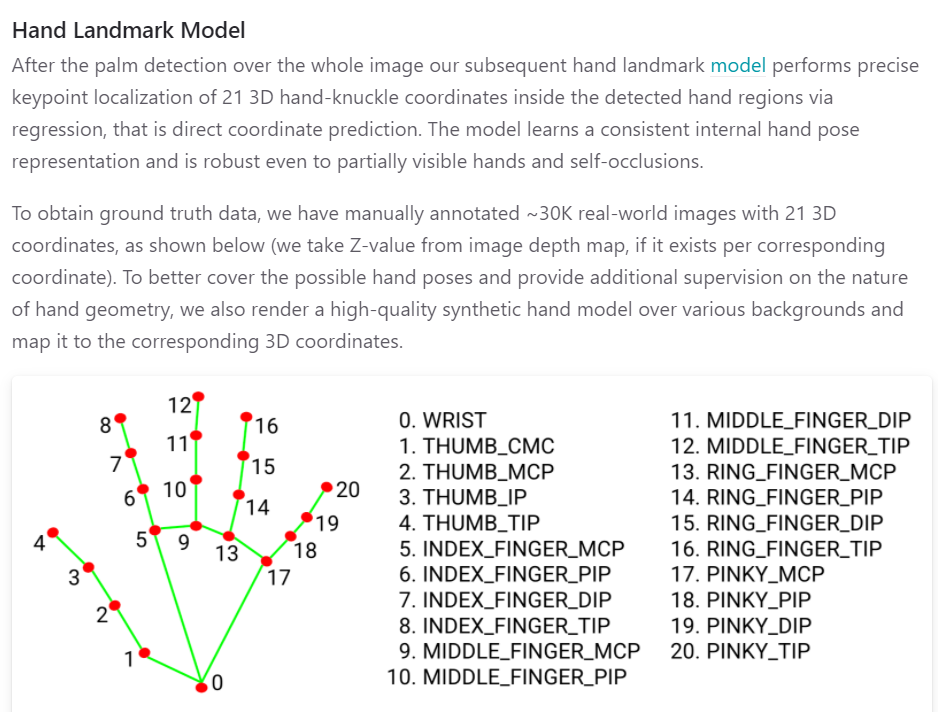 Hand Landmark Model
After the palm detection over the whole image our subsequent hand landmark model performs precise
keypoint localization of 21 3D hand-knuckle coordinates inside the detected hand regions via
regression, that is direct coordinate prediction. The model learns a consistent internal hand pose
representation and is robust even to partially visible hands and self-occlusions.
To obtain ground truth data, we have manually annotated ~30K real-world images with 21 3D
coordinates, as shown below (we take Z-value from image depth map, if it exists per corresponding
coordinate). To better cover the possible hand poses and provide additional supervision on the nature
of hand geometry, we also render a high-quality synthetic hand model over various backgrounds and
map it to the corresponding 3D coordinates.
12
8 16
11
7 15
6 10 14 20
19
4 5 9 13 18
3 17
2
1
0
0. WRIST
1. THUMB_CMC
2. THUMB_MCP
3. THUMB_IP
4. THUMB_TIP
5. INDEX_FINGER_MCP
6. INDEX_FINGER_PIP
7. INDEX_FINGER_DIP
8. INDEX_FINGER_TIP
9. MIDDLE_FINGER_MCP
10. MIDDLE_FINGER_PIP
11. MIDDLE_FINGER_DIP
12. MIDDLE_FINGER_TIP
13. RING_FINGER_MCP
14. RING_FINGER_PIP
15. RING_FINGER_DIP
16. RING_FINGER_TIP
17. PINKY_MCP
18. PINKY_PIP
19. PINKY_DIP
20. PINKY_TIP